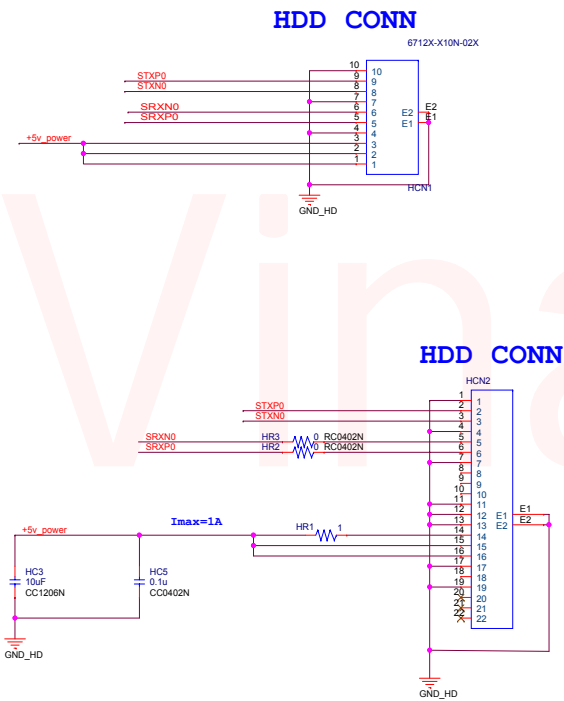 HDD CONN
6712X-X10N-02X
10 10
STXP0 9 9
STXN0 8 8
7 7
SRXN0 6 6 E2 E2
SRXP0 5 5 E1 E1
4 4
+5v_power 3 3
2 2
1 1
HCN1
GND_HD
Vina
HDD CONN
HCN2
1 1
STXP0 2 2
STXN0 3 3
4 4
SRXN0 HR3 0 RC0402N 5 5
SRXP0 HR2 0 RC0402N 6 6
7 7
8 8
9 9
10 10
11 11
12 12 E1 E1
13 13 E2 E2
Imax=1A
+5v_power HR1 1 14 14
15 15
16 16
17 17
18 18
19 19
20 20
21 21
22 22
HC3
10uF
CC1206N
HC5
0.1u
CC0402N
GND_HD
GND_HD